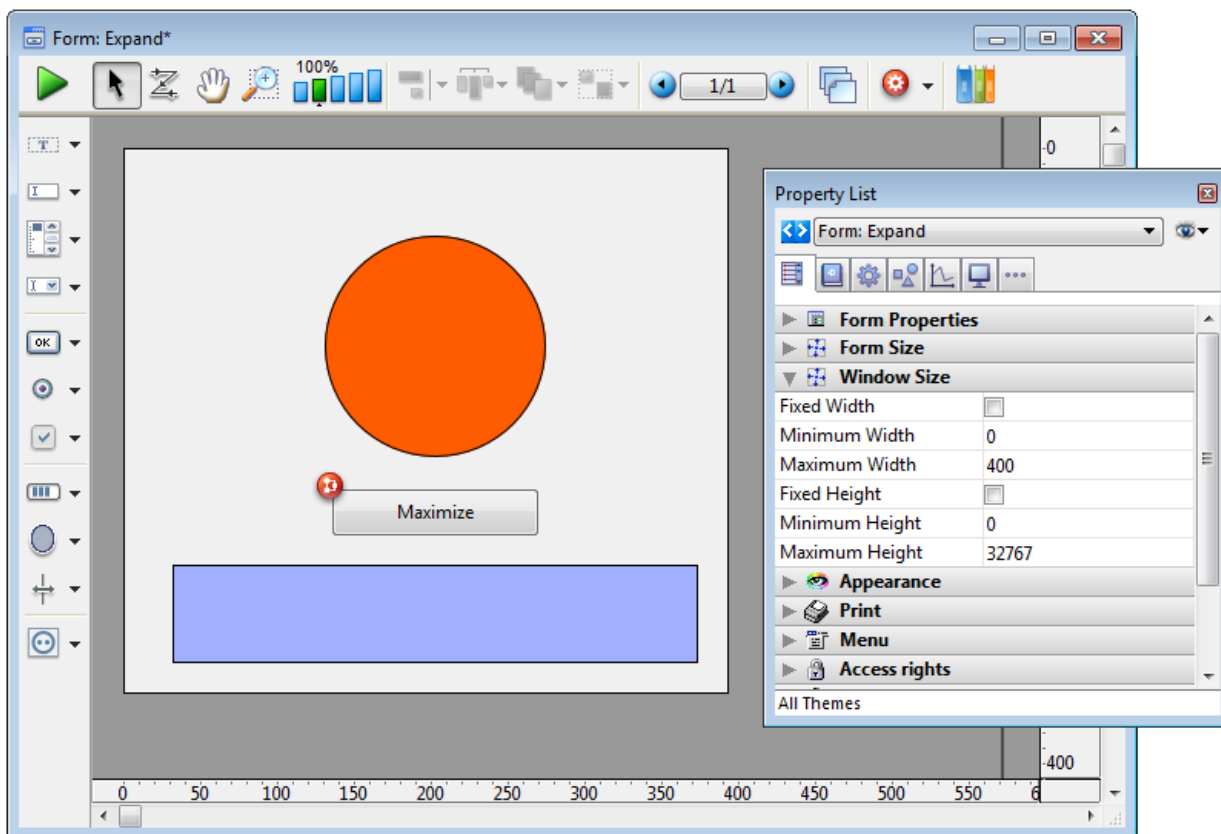 Form: Expand*
100%
1/1
T
I
I
I
OK
Maximize
0
400
0 50 100 150 200 250 300 350 400 450 500 550 6
Property List
Form: Expand
Form Properties
Form Size
Window Size
Fixed Width
Minimum Width 0
Maximum Width 400
Fixed Height
Minimum Height 0
Maximum Height 32767
Appearance
Print
Menu
Access rights
All Themes